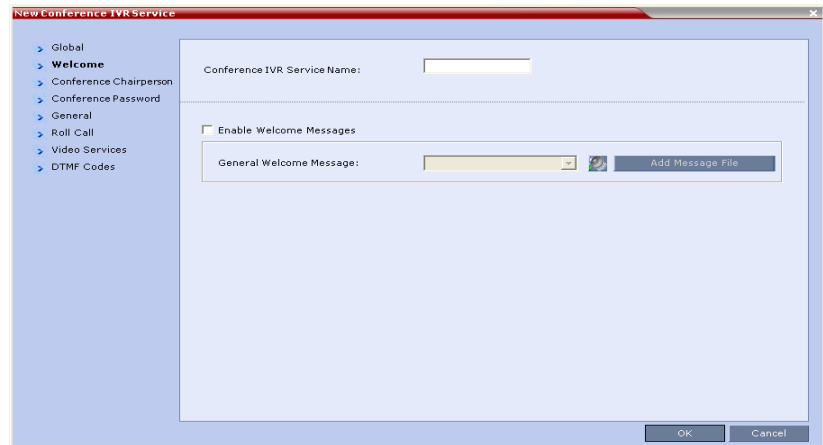 New Conference IVR Service
Global
Welcome
Conference Chairperson
Conference Password
General
Roll Call
Video Services
DTMF Codes
Conference IVR Service Name:
Enable Welcome Messages
General Welcome Message:
Add Message File
OK
Cancel